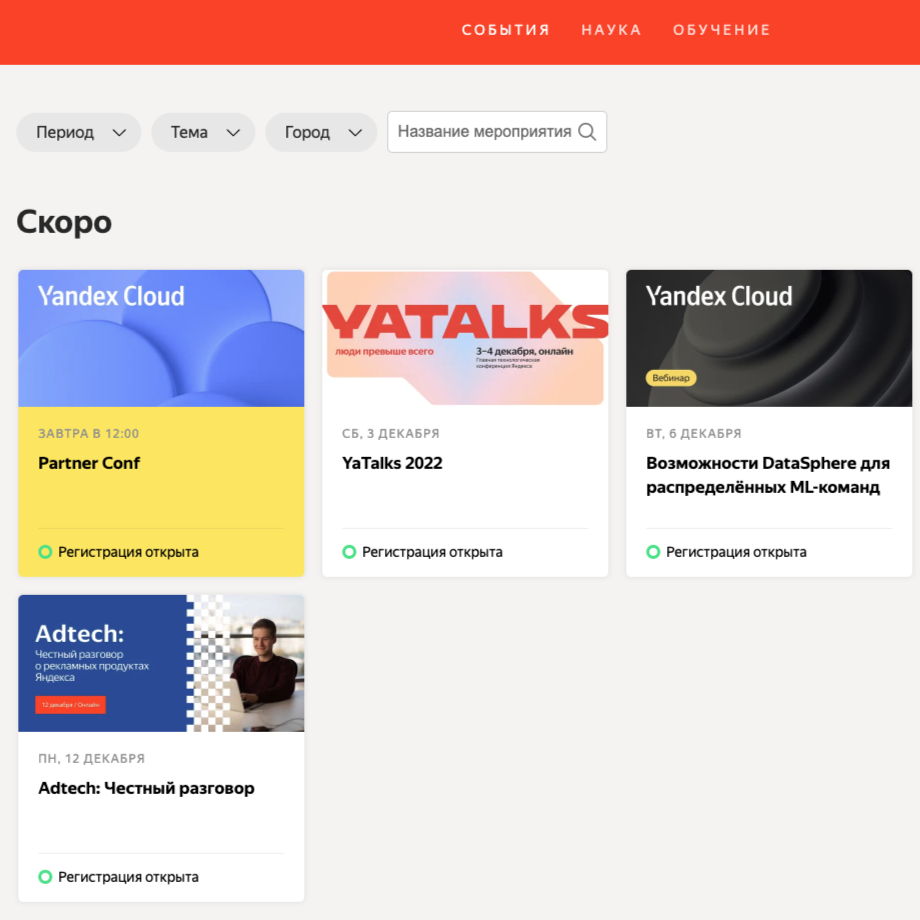 СОБЫТИЯ НАУКА ОБУЧЕНИЕ
Период Тема Город Название мероприятия
Скоро
Yandex Cloud
ЗАВТРА В 12:00
Partner Conf
Регистрация открыта
YATALKS
люди превыше всего
3–4 декабря, онлайн
Главная технологическая
конференция Яндекса
СБ, 3 ДЕКАБРЯ
YaTalks 2022
Регистрация открыта
Yandex Cloud
Вебинар
ВТ, 6 ДЕКАБРЯ
Возможности DataSphere для
распределённых ML-команд
Регистрация открыта
Adtech:
Честный разговор
о рекламных продуктах
Яндекса
12 декабря / Онлайн
ПН, 12 ДЕКАБРЯ
Adtech: Честный разговор
Регистрация открыта